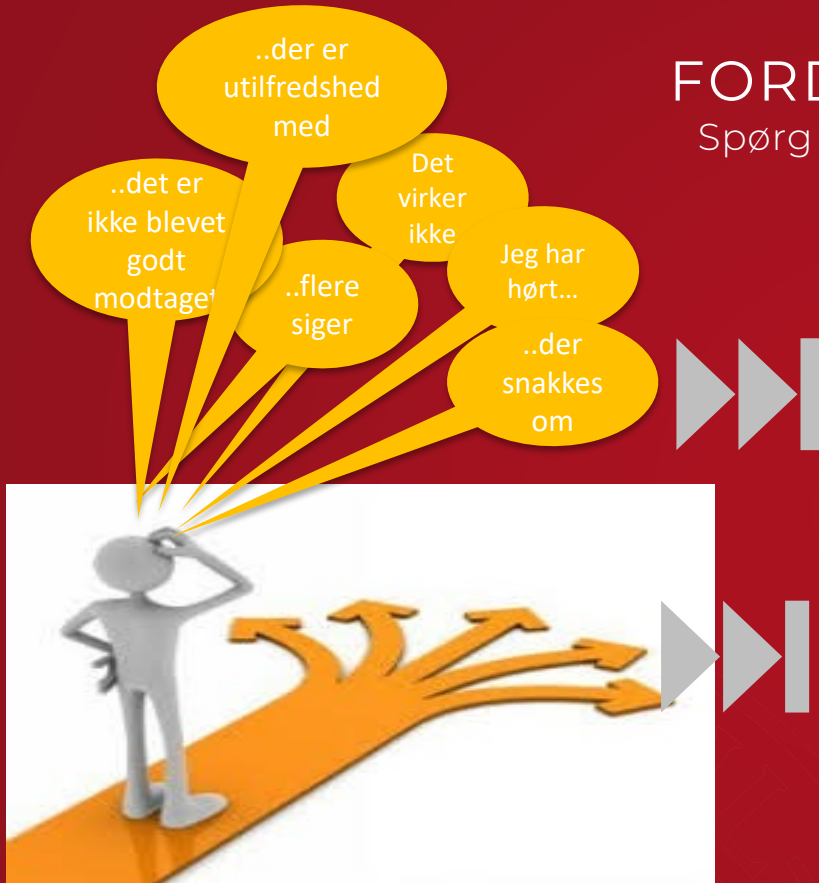 ..der er
utilfredshed
med
FORD
Spørg
..det er
ikke blevet
godt
modtaget
Det
virker
ikke
..flere
siger
Jeg har
hørt...
..der
snakkes
om